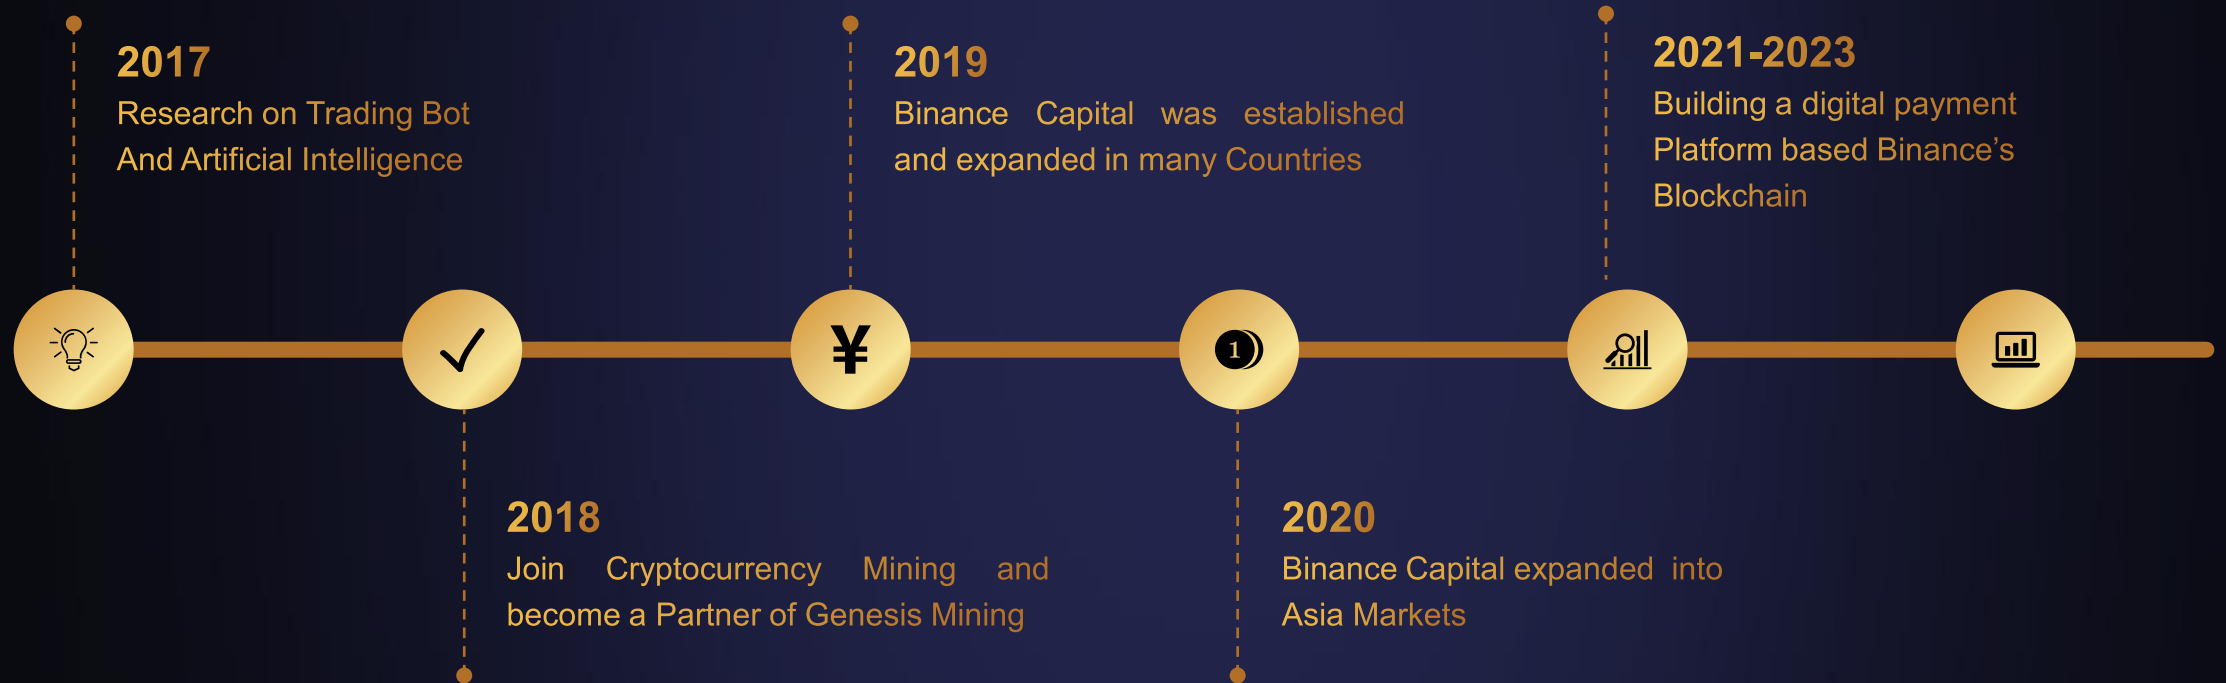 2017
Research on Trading Bot
And Artificial Intelligence
2019
Binance Capital was established
and expanded in many Countries
2021-2023
Building a digital payment
Platform based Binance’s
Blockchain
¥
1
2018
Join Cryptocurrency Mining and
become a Partner of Genesis Mining
2020
Binance Capital expanded into
Asia Markets